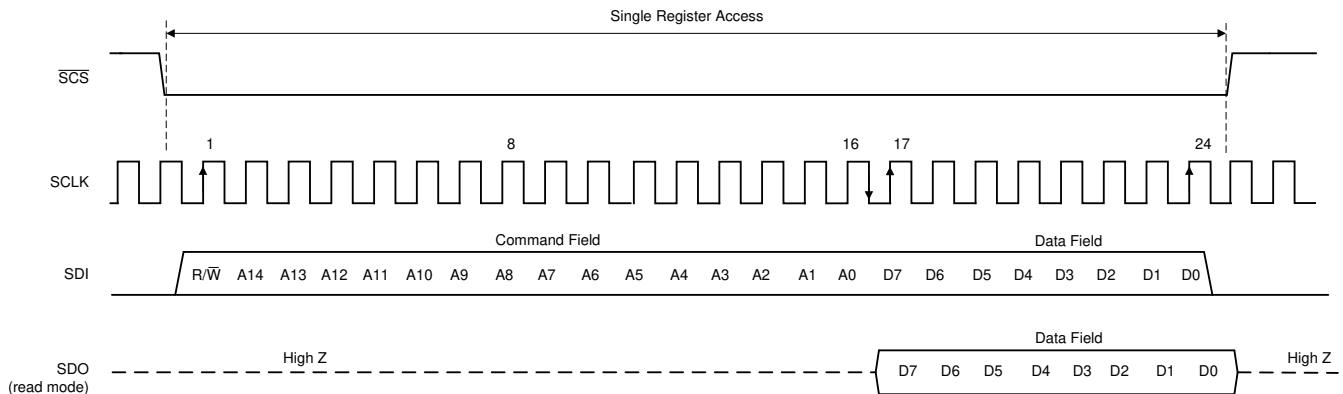 Single Register Access
SCS
1 8 16 17 24
SCLK
Command Field Data Field
SDI R/W A14 A13 A12 A11 A10 A9 A8 A7 A6 A5 A4 A3 A2 A1 A0 D7 D6 D5 D4 D3 D2 D1 D0
Data Field
High Z High Z
SDO D7 D6 D5 D4 D3 D2 D1 D0
(read mode)